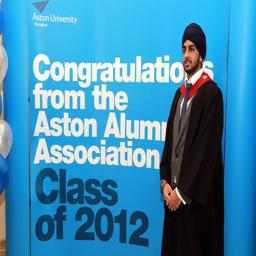 Aston University
Birmingham
Congratulations
from the
Aston Alumni
Association
Class
of 2012